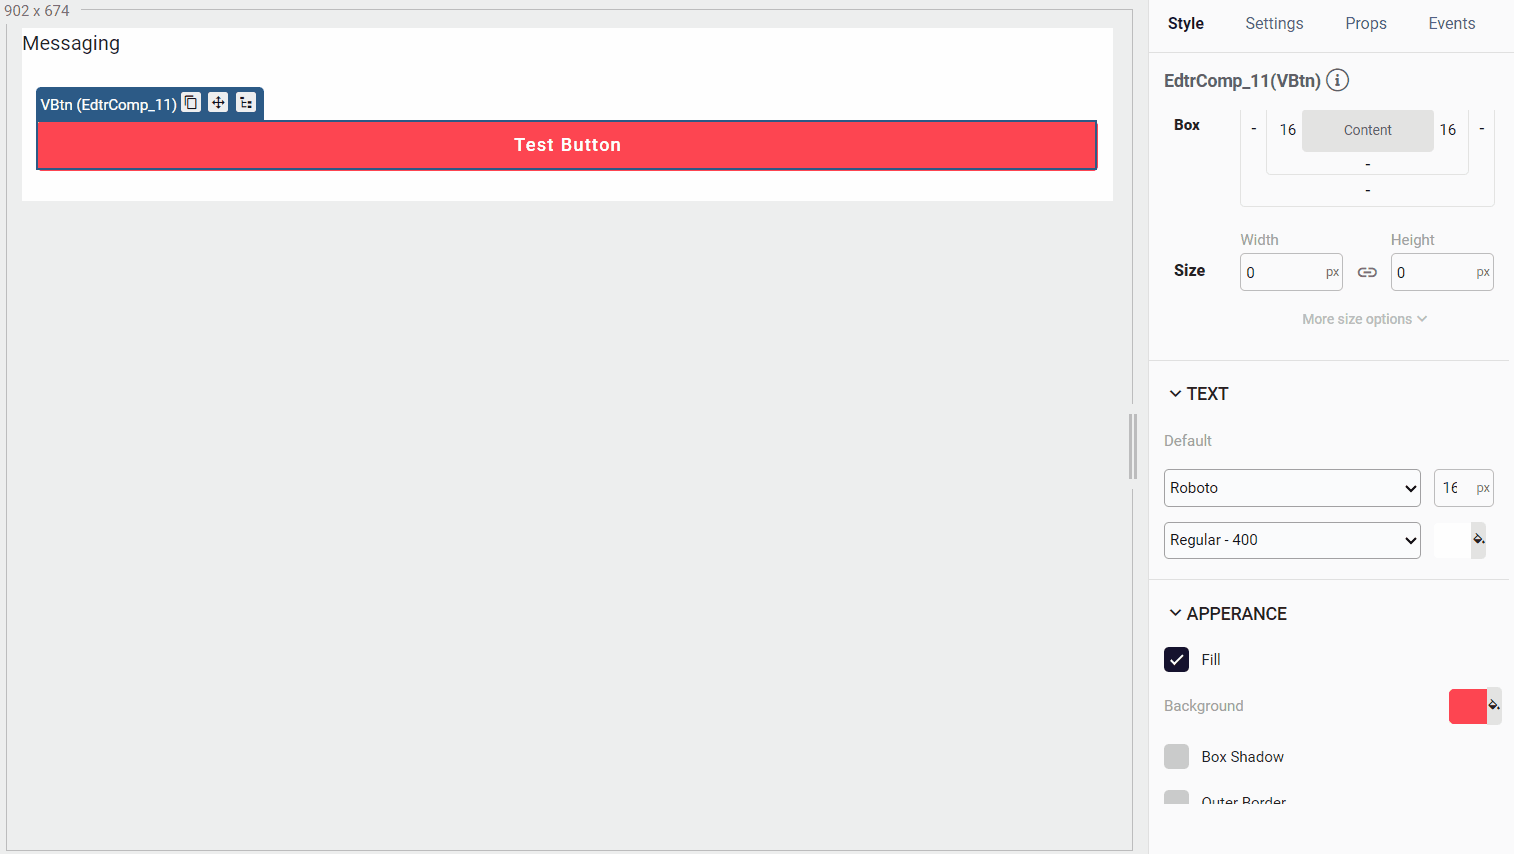 902 x 674
Messaging
VBtn (EdtrComp_11)
Test Button
Style Settings Props Events
EdtrComp_11(VBtn)
Box - 16 Content 16 -
-
-
Width Height
Size 0 px 0 px
More size options
TEXT
Default
Roboto 16 px
Regular - 400
APPERANCE
Fill
Background
Box Shadow
Outer Border